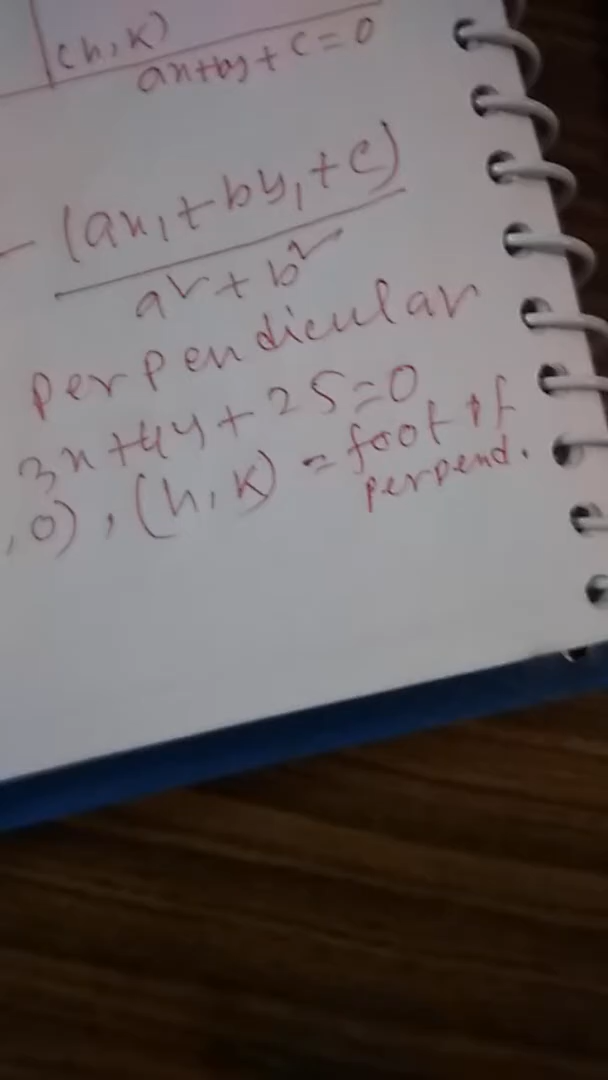 (h, k)
ax+by+c=0
- (ax₁+by₁+c)
a²+b²
perpendicular
3x+4y+25=0
, 0), (h, k) = foot of
perpend.